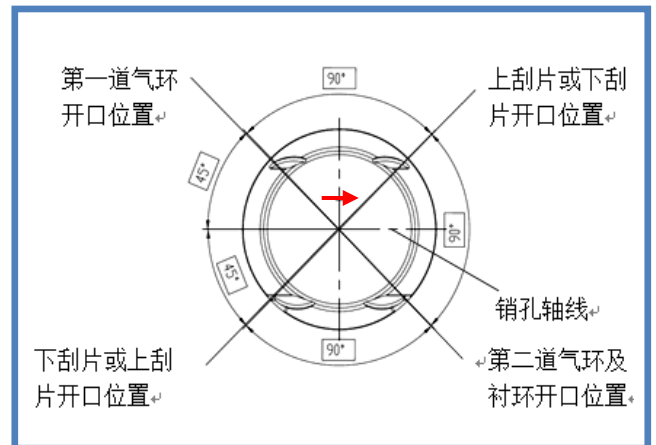 第一道气环
开口位置
90°
上刮片或下刮
片开口位置
45°
90°
45°
销孔轴线
下刮片或上刮
片开口位置
90°
第二道气环及
衬环开口位置